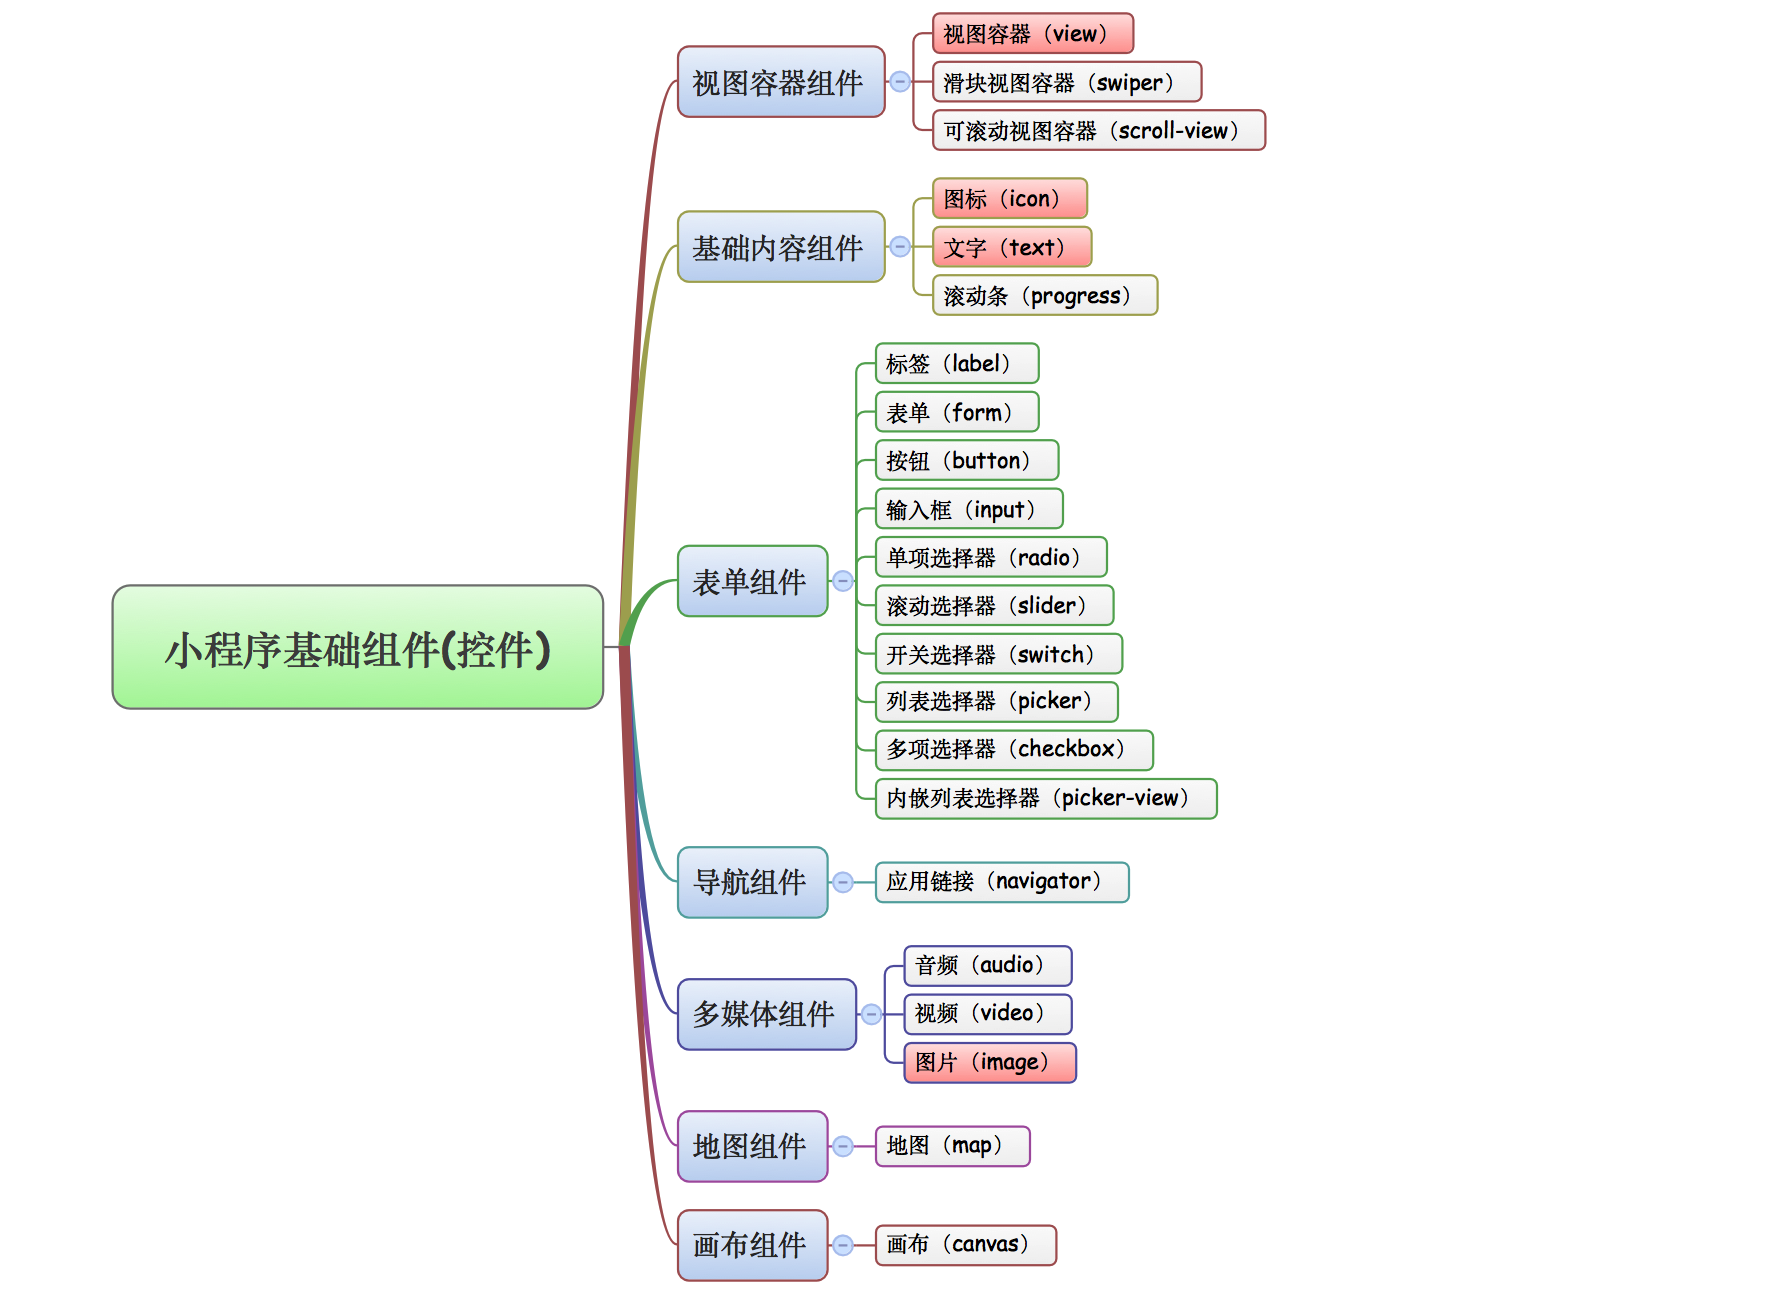 小程序基础组件(控件)
视图容器组件
视图容器（view）
滑块视图容器（swiper）
可滚动视图容器（scroll-view）
基础内容组件
图标（icon）
文字（text）
滚动条（progress）
表单组件
标签（label）
表单（form）
按钮（button）
输入框（input）
单项选择器（radio）
滚动选择器（slider）
开关选择器（switch）
列表选择器（picker）
多项选择器（checkbox）
内嵌列表选择器（picker-view）
导航组件
应用链接（navigator）
多媒体组件
音频（audio）
视频（video）
图片（image）
地图组件
地图（map）
画布组件
画布（canvas）